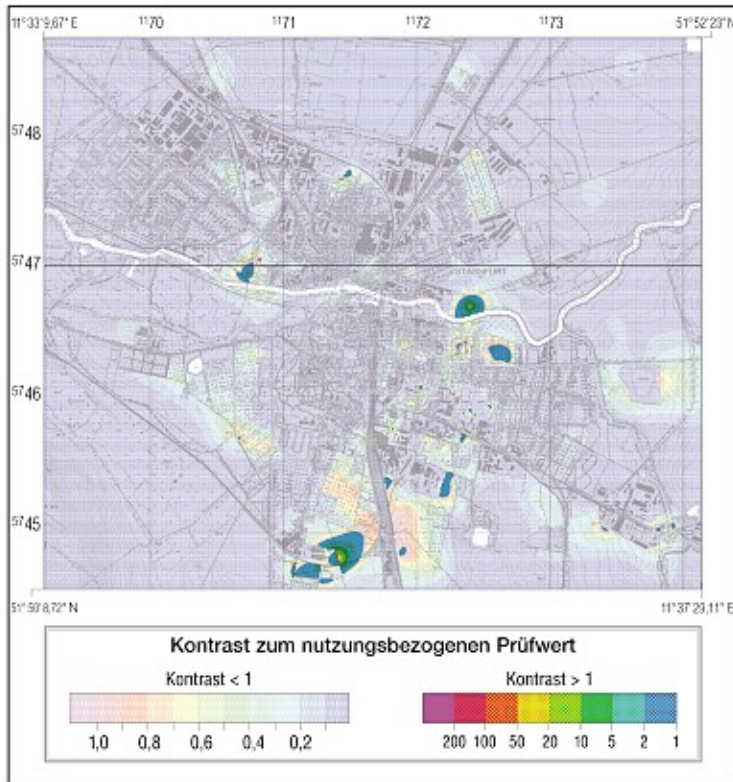 11°33'9,67" E 1170 1171 1172 1173 51°52'23" N
5748
5747
STASSFURT
5746
5745
51°50'8,72" N 11°37'29,11" E
Kontrast zum nutzungsbezogenen Prüfwert
Kontrast < 1 Kontrast > 1
1,0 0,8 0,6 0,4 0,2 200 100 50 20 10 5 2 1